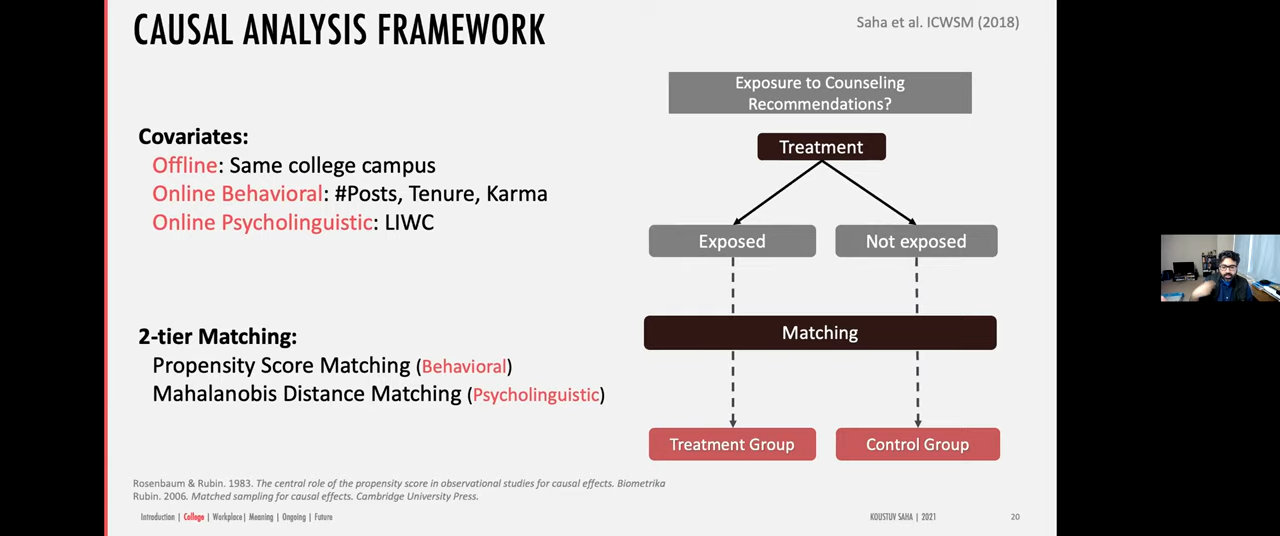 CAUSAL ANALYSIS FRAMEWORK
Saha et al. ICWSM (2018)
Covariates:
Offline: Same college campus
Online Behavioral: #Posts, Tenure, Karma
Online Psycholinguistic: LIWC
2-tier Matching:
Propensity Score Matching (Behavioral)
Mahalanobis Distance Matching (Psycholinguistic)
Exposure to Counseling
Recommendations?
Treatment
Exposed
Not exposed
Matching
Treatment Group
Control Group
Rosenbaum & Rubin. 1983. The central role of the propensity score in observational studies for causal effects. Biometrika
Rubin. 2006. Matched sampling for causal effects. Cambridge University Press.
Introduction | College | Workplace | Meaning | Ongoing | Future
KOUSTUV SAHA | 2021
20